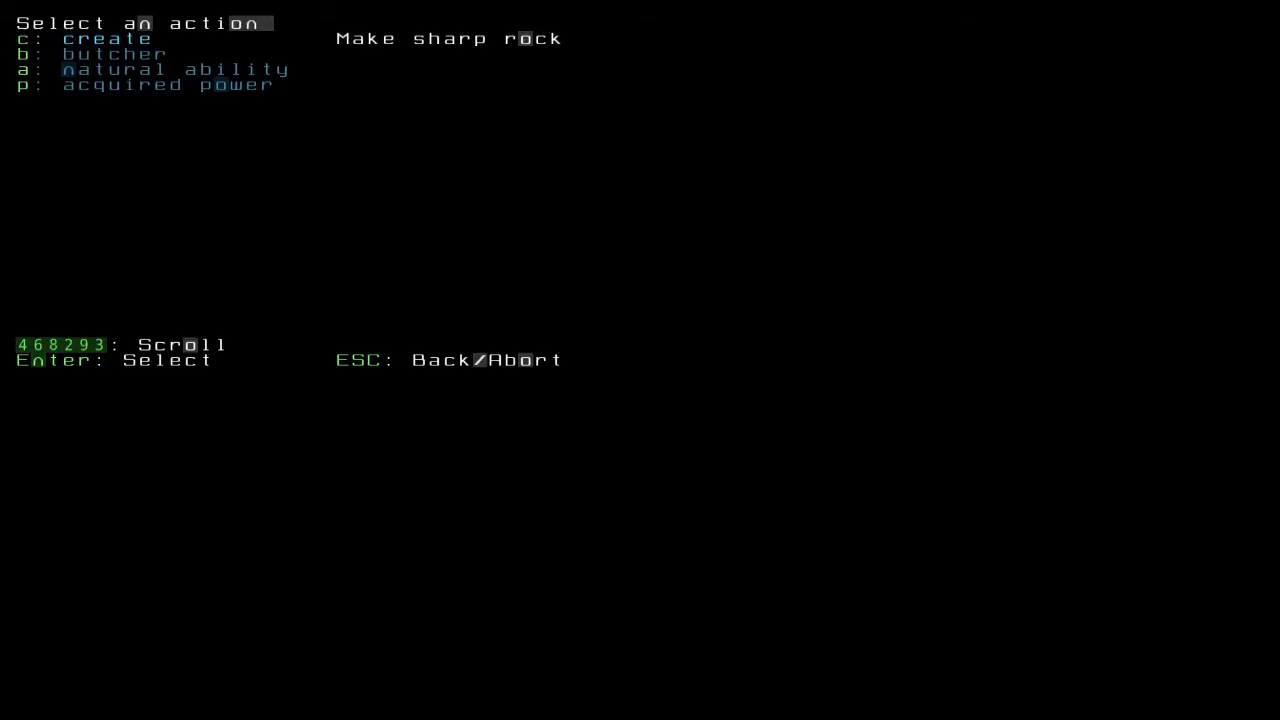 Select an action
c: create Make sharp rock
b: butcher
a: natural ability
p: acquired power
468293: Scroll
Enter: Select ESC: Back/Abort